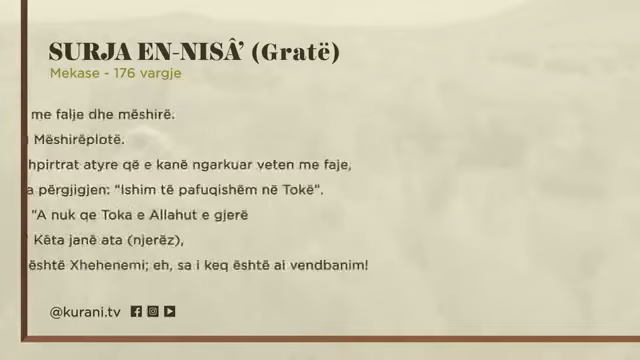 SURJA EN-NISÂ’ (Gratë)
Mekase - 176 vargje
me falje dhe mëshirë.
Mëshirëplotë.
atyre që e kanë ngarkuar veten me faje,
përgjigjen: “Ishim të pafuqishëm në Tokë”.
“A nuk qe Toka e Allahut e gjerë
Këta janë ata (njerëz),
është Xhehenemi; eh, sa i keq është ai vendbanim!
@kurani.tv